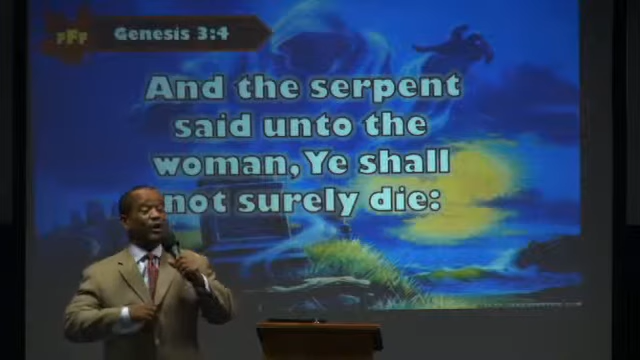 PFP
Genesis 3:4
And the serpent
said unto the
woman, Ye shall
not surely die: